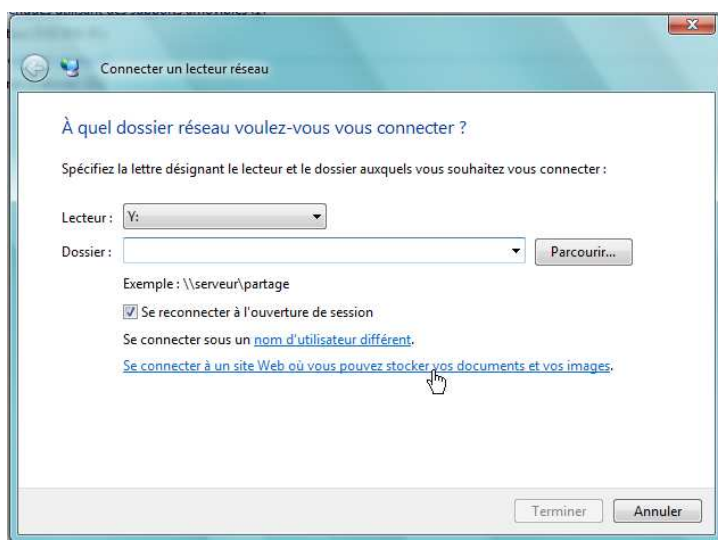 Connecter un lecteur réseau
À quel dossier réseau voulez-vous vous connecter ?
Spécifiez la lettre désignant le lecteur et le dossier auxquels vous souhaitez vous connecter :
Lecteur : Y:
Dossier : Parcourir...
Exemple : \\serveur\partage
Se reconnecter à l'ouverture de session
Se connecter sous un nom d'utilisateur différent.
Se connecter à un site Web où vous pouvez stocker vos documents et vos images.
Terminer Annuler